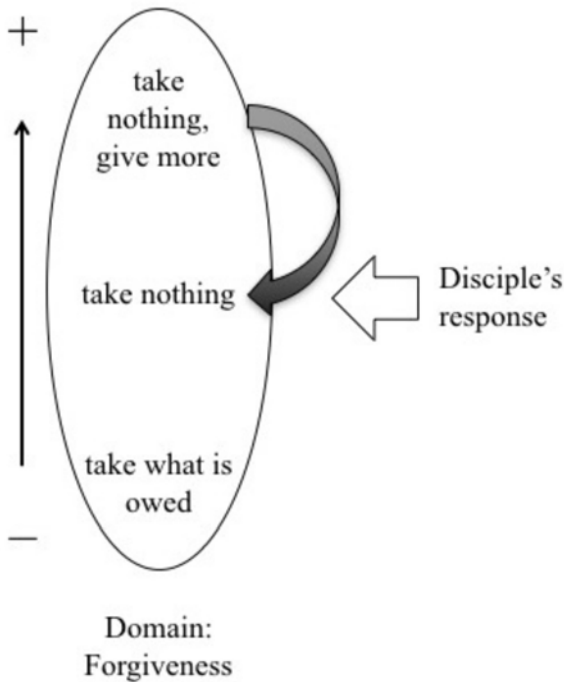 +
take
nothing,
give more
take nothing
Disciple’s
response
take what is
owed
–
Domain:
Forgiveness